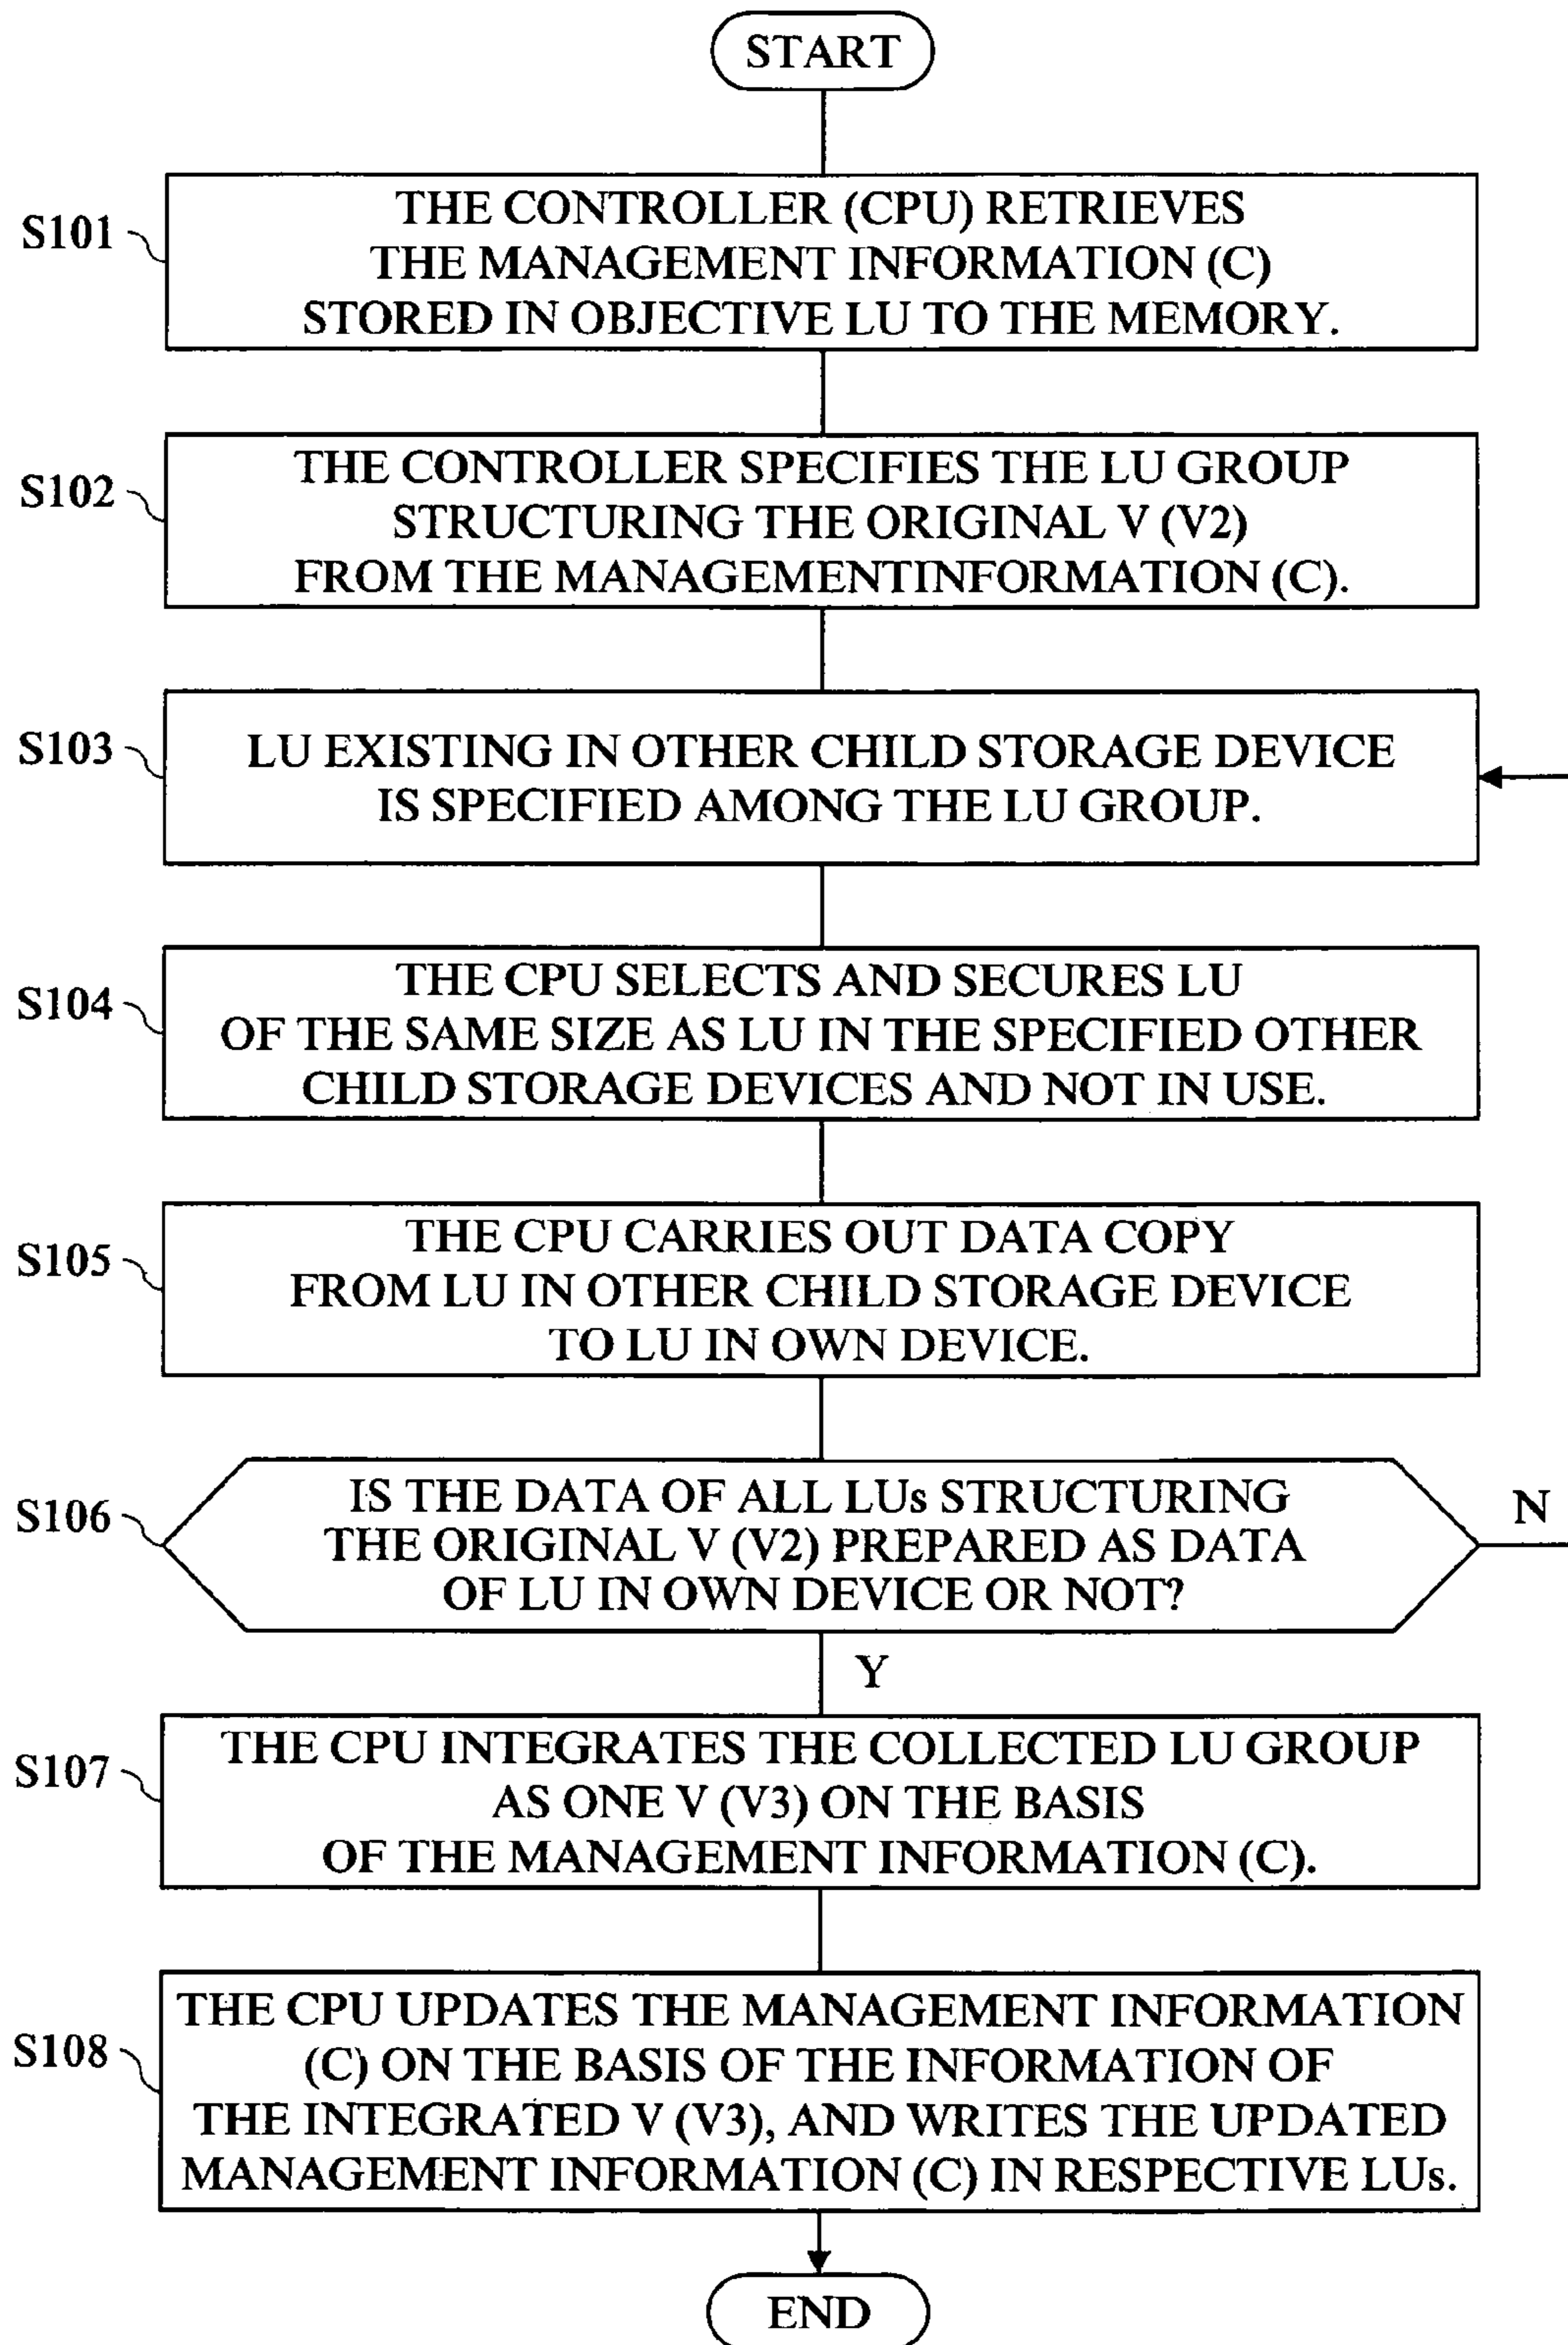 START
S101
THE CONTROLLER (CPU) RETRIEVES
THE MANAGEMENT INFORMATION (C)
STORED IN OBJECTIVE LU TO THE MEMORY.
S102
THE CONTROLLER SPECIFIES THE LU GROUP
STRUCTURING THE ORIGINAL V (V2)
FROM THE MANAGEMENTINFORMATION (C).
S103
LU EXISTING IN OTHER CHILD STORAGE DEVICE
IS SPECIFIED AMONG THE LU GROUP.
S104
THE CPU SELECTS AND SECURES LU
OF THE SAME SIZE AS LU IN THE SPECIFIED OTHER
CHILD STORAGE DEVICES AND NOT IN USE.
S105
THE CPU CARRIES OUT DATA COPY
FROM LU IN OTHER CHILD STORAGE DEVICE
TO LU IN OWN DEVICE.
S106
IS THE DATA OF ALL LUs STRUCTURING
THE ORIGINAL V (V2) PREPARED AS DATA
OF LU IN OWN DEVICE OR NOT?
N
Y
S107
THE CPU INTEGRATES THE COLLECTED LU GROUP
AS ONE V (V3) ON THE BASIS
OF THE MANAGEMENT INFORMATION (C).
S108
THE CPU UPDATES THE MANAGEMENT INFORMATION
(C) ON THE BASIS OF THE INFORMATION OF
THE INTEGRATED V (V3), AND WRITES THE UPDATED
MANAGEMENT INFORMATION (C) IN RESPECTIVE LUs.
END